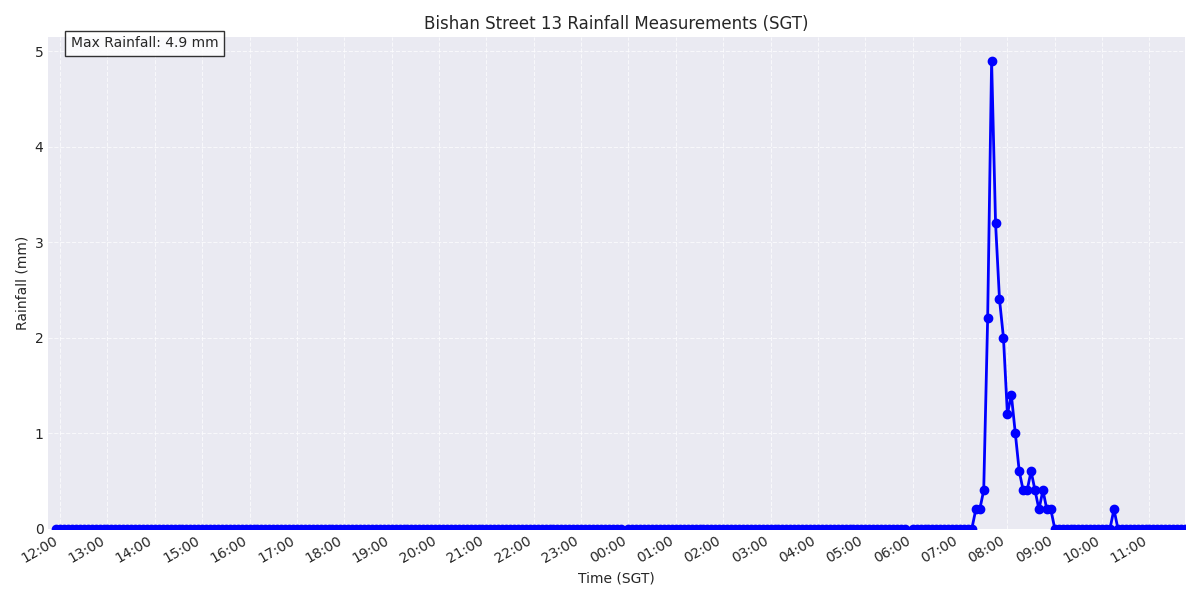 Bishan Street 13 Rainfall Measurements (SGT)
Max Rainfall: 4.9 mm
Rainfall (mm)
5
4
3
2
1
0
12:00 13:00 14:00 15:00 16:00 17:00 18:00 19:00 20:00 21:00 22:00 23:00 00:00 01:00 02:00 03:00 04:00 05:00 06:00 07:00 08:00 09:00 10:00 11:00
Time (SGT)